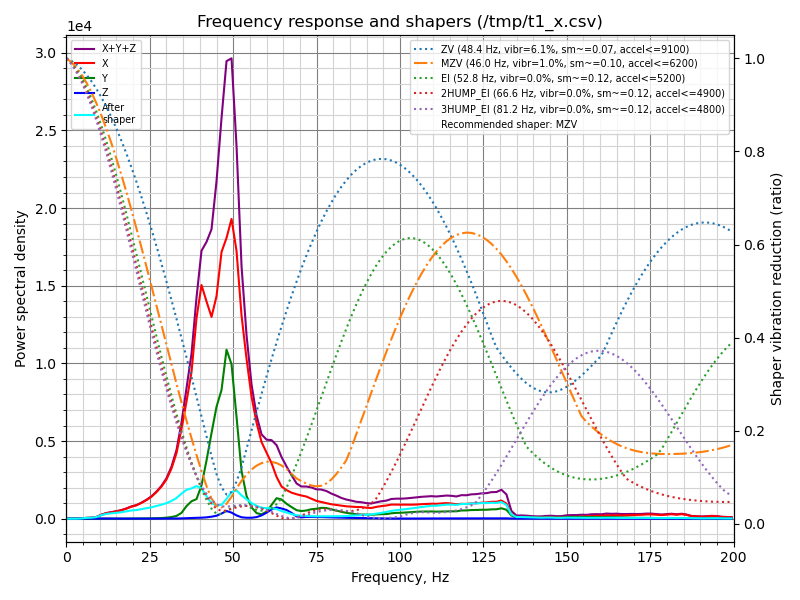 Frequency response and shapers (/tmp/t1_x.csv)
1e4
X+Y+Z
X
Y
Z
After
shaper
ZV (48.4 Hz, vibr=6.1%, sm~=0.07, accel<=9100)
MZV (46.0 Hz, vibr=1.0%, sm~=0.10, accel<=6200)
EI (52.8 Hz, vibr=0.0%, sm~=0.12, accel<=5200)
2HUMP_EI (66.6 Hz, vibr=0.0%, sm~=0.12, accel<=4900)
3HUMP_EI (81.2 Hz, vibr=0.0%, sm~=0.12, accel<=4800)
Recommended shaper: MZV
Power spectral density
3.0
2.5
2.0
1.5
1.0
0.5
0.0
1.0
0.8
0.6
0.4
0.2
0.0
Shaper vibration reduction (ratio)
0 25 50 75 100 125 150 175 200
Frequency, Hz